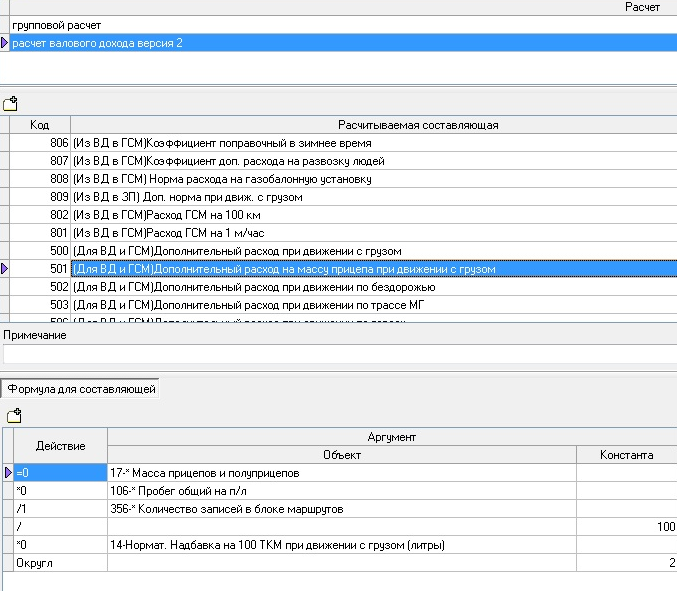 Расчет
групповой расчет
расчет валового дохода версия 2
Код Расчитываемая составляющая
806 (Из ВД в ГСМ)Коэффициент поправочный в зимнее время
807 (Из ВД в ГСМ)Коэффициент доп. расхода на развозку людей
808 (Из ВД в ГСМ) Норма расхода на газобалонную установку
809 (Из ВД в ЗП) Доп. норма при движ. с грузом
802 (Из ВД в ГСМ)Расход ГСМ на 100 км
801 (Из ВД в ГСМ)Расход ГСМ на 1 м/час
500 (Для ВД и ГСМ)Дополнительный расход при движении с грузом
501 (Для ВД и ГСМ)Дополнительный расход на массу прицепа при движении с грузом
502 (Для ВД и ГСМ)Дополнительный расход при движении по бездорожью
503 (Для ВД и ГСМ)Дополнительный расход при движении по трассе МГ
Примечание
Формула для составляющей
Действие Аргумент
Объект Константа
=0 17-* Масса прицепов и полуприцепов
*0 106-* Пробег общий на п/л
/1 356-* Количество записей в блоке маршрутов
/ 100
*0 14-Нормат. Надбавка на 100 ТКМ при движении с грузом (литры)
Округл 2